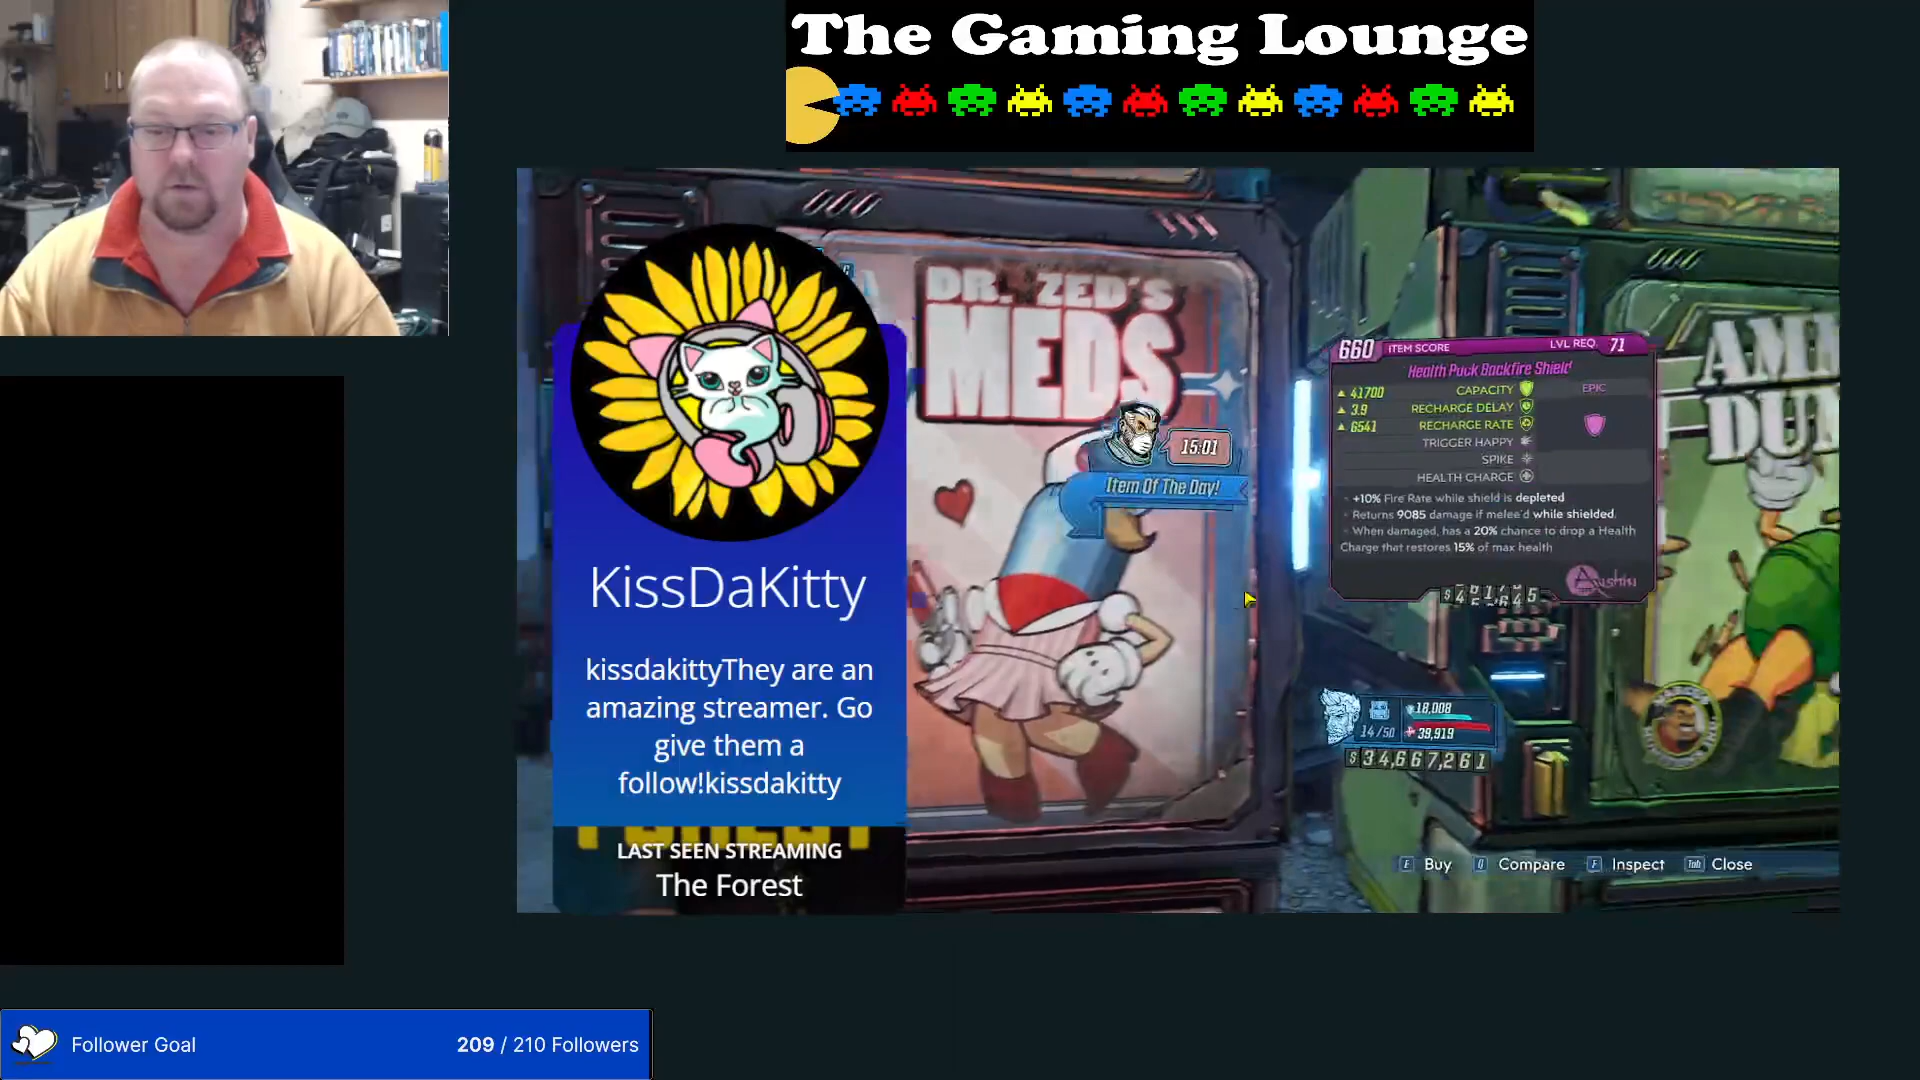 The Gaming Lounge
DR. ZED'S
MEDS
15:01
Item Of The Day!
660 ITEM SCORE LVL REQ. 71
Health Puck Backfire Shield
EPIC
41700 CAPACITY
3.9 RECHARGE DELAY
6541 RECHARGE RATE
TRIGGER HAPPY
SPIKE
HEALTH CHARGE
+10% Fire Rate while shield is depleted
Returns 9085 damage if melee'd while shielded.
When damaged, has a 20% chance to drop a Health
Charge that restores 15% of max health
Anshin
14/50
18,008
39,919
$ 34,667,261
E Buy Q Compare F Inspect Tab Close
KissDaKitty
kissdakittyThey are an
amazing streamer. Go
give them a
follow!kissdakitty
LAST SEEN STREAMING
The Forest
Follower Goal 209 / 210 Followers